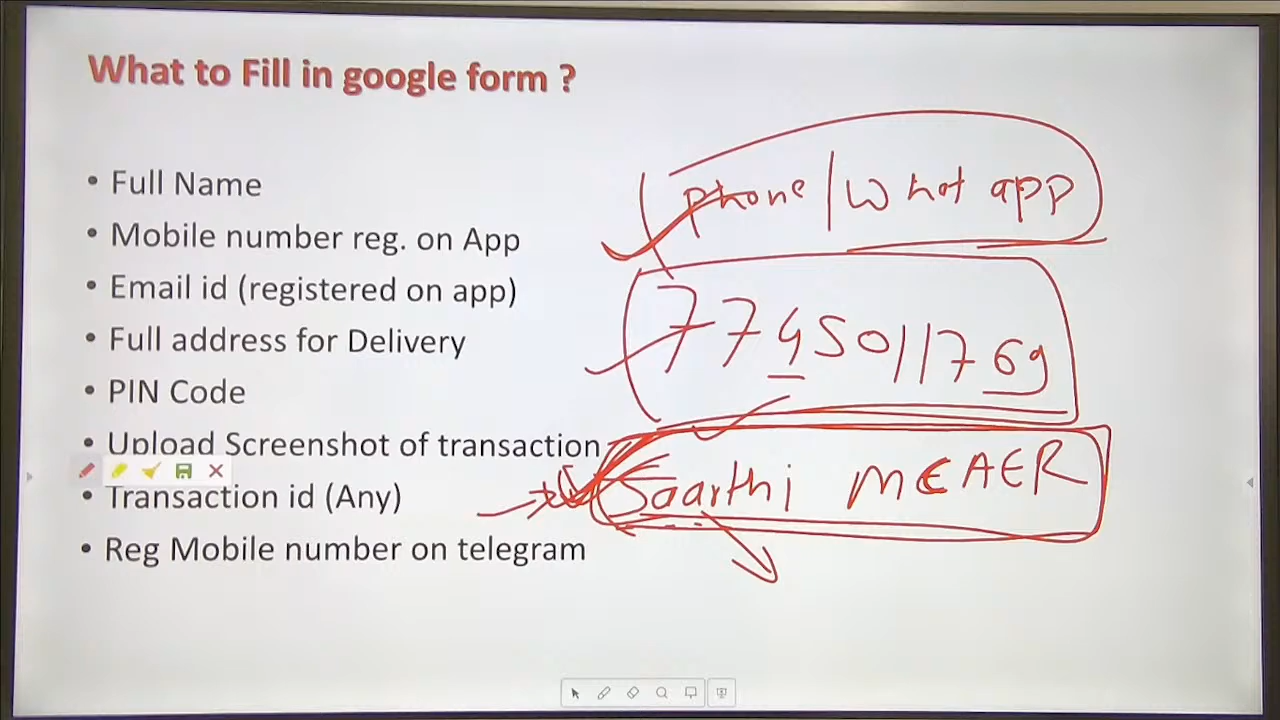 What to Fill in google form ?
• Full Name
• Mobile number reg. on App
• Email id (registered on app)
• Full address for Delivery
• PIN Code
• Upload Screenshot of transaction
• Transaction id (Any)
• Reg Mobile number on telegram
phone | What app
7745011769
Saarthi MEAER